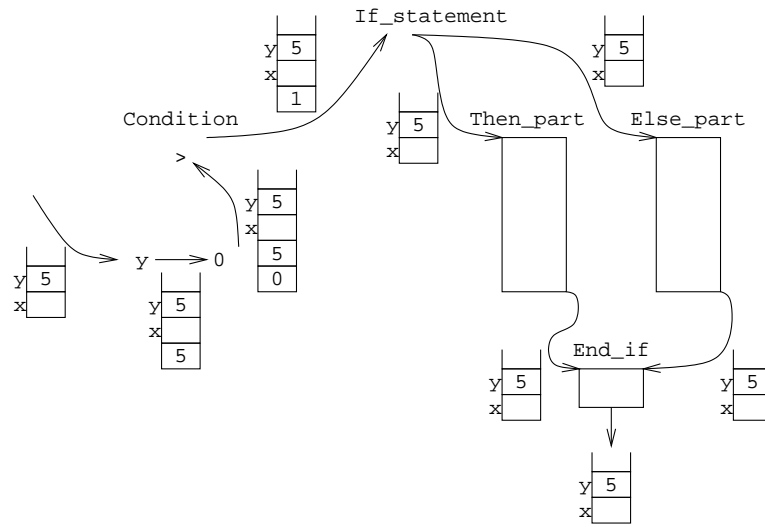 If_statement
y 5
x
1
y 5
x
Condition
y 5
x
Then_part
Else_part
>
y 5
x
5
0
y 5
x
y
0
y 5
x
5
End_if
y 5
x
y 5
x
y 5
x